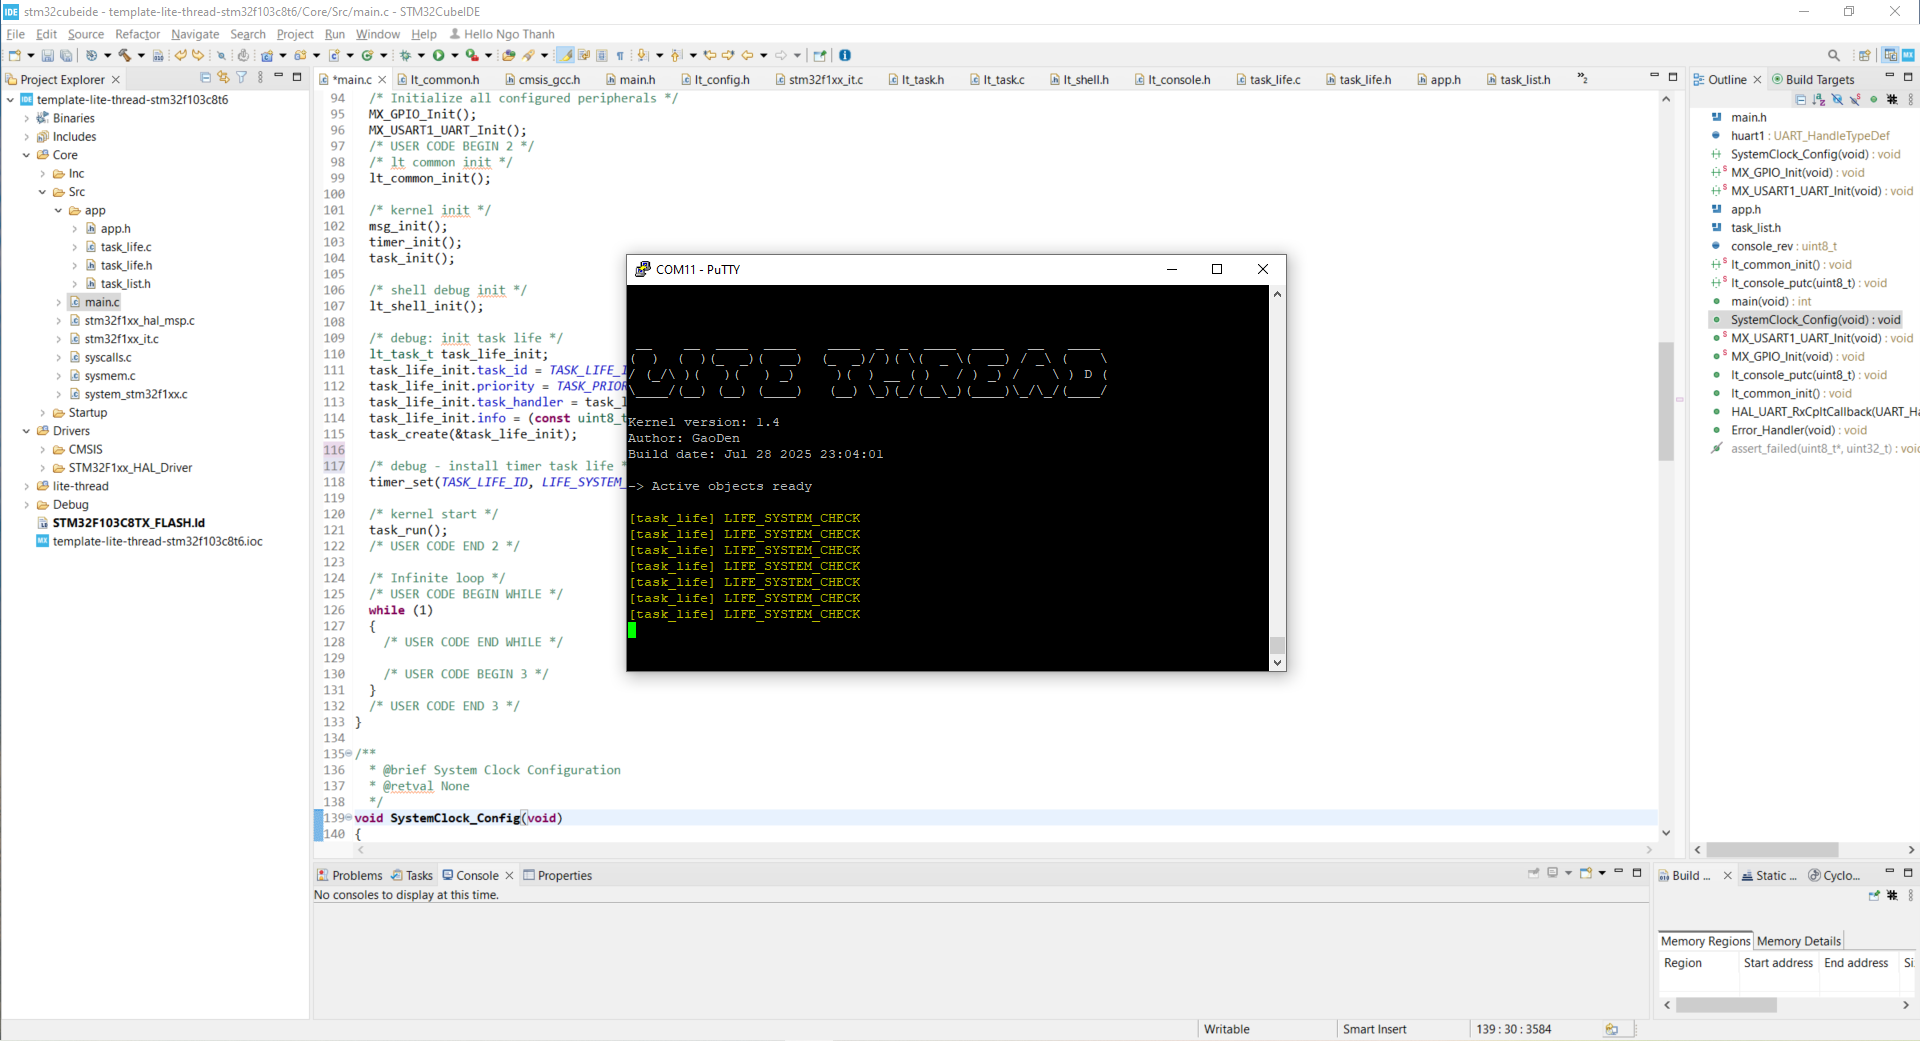 stm32cubeide - template-lite-thread-stm32f103c8t6/Core/Src/main.c - STM32CubeIDE
File Edit Source Refactor Navigate Search Project Run Window Help Hello Ngo Thanh
Project Explorer
template-lite-thread-stm32f103c8t6
Binaries
Includes
Core
Inc
Src
app
app.h
task_life.c
task_life.h
task_list.h
main.c
stm32f1xx_hal_msp.c
stm32f1xx_it.c
syscalls.c
sysmem.c
system_stm32f1xx.c
Startup
Drivers
CMSIS
STM32F1xx_HAL_Driver
lite-thread
Debug
STM32F103C8TX_FLASH.ld
template-lite-thread-stm32f103c8t6.ioc
*main.c lt_common.h cmsis_gcc.h main.h lt_config.h stm32f1xx_it.c lt_task.h lt_task.c lt_shell.h lt_console.h task_life.c task_life.h app.h task_list.h »2
94 /* Initialize all configured peripherals */
95 MX_GPIO_Init();
96 MX_USART1_UART_Init();
97 /* USER CODE BEGIN 2 */
98 /* lt common init */
99 lt_common_init();
100
101 /* kernel init */
102 msg_init();
103 timer_init();
104 task_init();
105
106 /* shell debug init */
107 lt_shell_init();
108
109 /* debug: init task life */
110 lt_task_t task_life_init;
111 task_life_init.task_id = TASK_LIFE_I
112 task_life_init.priority = TASK_PRIOR
113 task_life_init.task_handler = task_l
114 task_life_init.info = (const uint8_t
115 task_create(&task_life_init);
116
117 /* debug - install timer task life *
118 timer_set(TASK_LIFE_ID, LIFE_SYSTEM_
119
120 /* kernel start */
121 task_run();
122 /* USER CODE END 2 */
123
124 /* Infinite loop */
125 /* USER CODE BEGIN WHILE */
126 while (1)
127 {
128 /* USER CODE END WHILE */
129
130 /* USER CODE BEGIN 3 */
131 }
132 /* USER CODE END 3 */
133 }
134
135 /**
136 * @brief System Clock Configuration
137 * @retval None
138 */
139 void SystemClock_Config(void)
140 {
COM11 - PuTTY
LITE THREAD
Kernel version: 1.4
Author: GaoDen
Build date: Jul 28 2025 23:04:01
-> Active objects ready
[task_life] LIFE_SYSTEM_CHECK
[task_life] LIFE_SYSTEM_CHECK
[task_life] LIFE_SYSTEM_CHECK
[task_life] LIFE_SYSTEM_CHECK
[task_life] LIFE_SYSTEM_CHECK
[task_life] LIFE_SYSTEM_CHECK
[task_life] LIFE_SYSTEM_CHECK
Outline Build Targets
main.h
huart1 : UART_HandleTypeDef
SystemClock_Config(void) : void
MX_GPIO_Init(void) : void
MX_USART1_UART_Init(void) : void
app.h
task_list.h
console_rev : uint8_t
lt_common_init() : void
lt_console_putc(uint8_t) : void
main(void) : int
SystemClock_Config(void) : void
MX_USART1_UART_Init(void) : void
MX_GPIO_Init(void) : void
lt_console_putc(uint8_t) : void
lt_common_init() : void
HAL_UART_RxCpltCallback(UART_Ha
Error_Handler(void) : void
assert_failed(uint8_t*, uint32_t) : voic
Problems Tasks Console Properties
No consoles to display at this time.
Build ... Static ... Cyclo...
Memory Regions Memory Details
Region Start address End address Si
Writable Smart Insert 139 : 30 : 3584